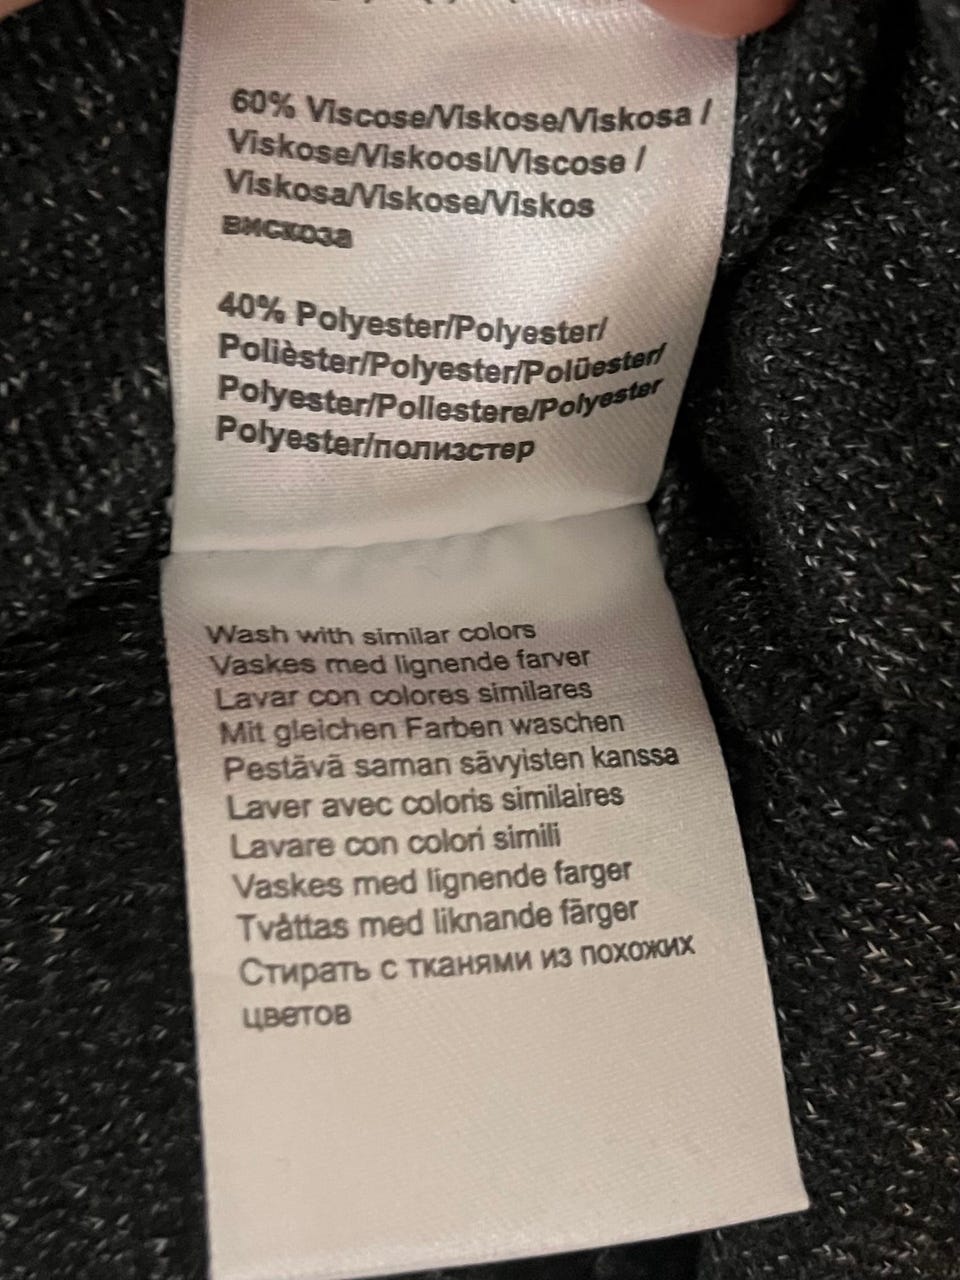 60% Viscose/Viskose/Viskosa /
Viskose/Viskoosi/Viscose /
Viskosa/Viskose/Viskos
вискоза
40% Polyester/Polyester/
Polièster/Polyester/Polüester/
Polyester/Poliestere/Polyester
Polyester/полизстер
Wash with similar colors
Vaskes med lignende farver
Lavar con colores similares
Mit gleichen Farben waschen
Pestävä saman sävyisten kanssa
Laver avec coloris similaires
Lavare con colori simili
Vaskes med lignende farger
Tvåttas med liknande färger
Стирать с тканями из похожих
цветов